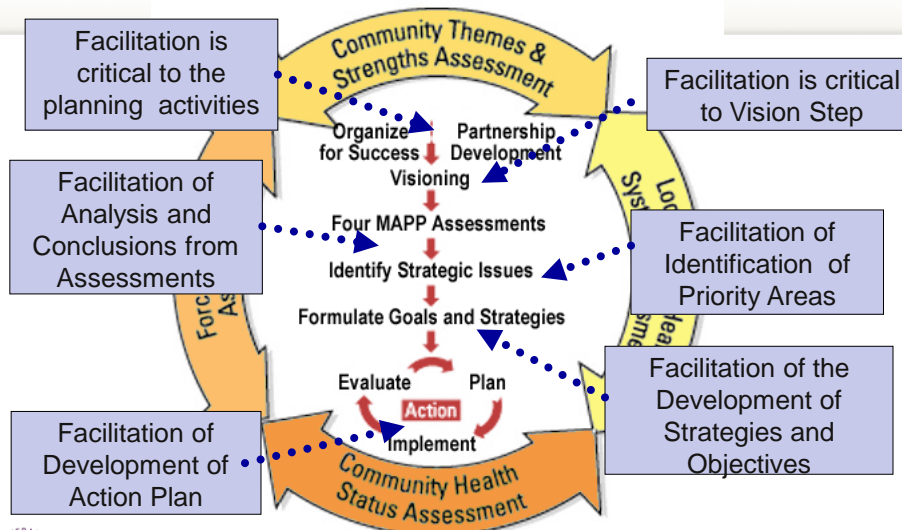 Facilitation is
critical to the
planning activities
Community Themes &
Strengths Assessment
Facilitation is critical
to Vision Step
Organize
for Success
Partnership
Development
Visioning
Facilitation of
Analysis and
Conclusions from
Assessments
Four MAPP Assessments
Identify Strategic Issues
Formulate Goals and Strategies
Facilitation of
Identification of
Priority Areas
Evaluate
Plan
Action
Implement
Facilitation of the
Development of
Strategies and
Objectives
Facilitation of
Development of
Action Plan
Community Health
Status Assessment